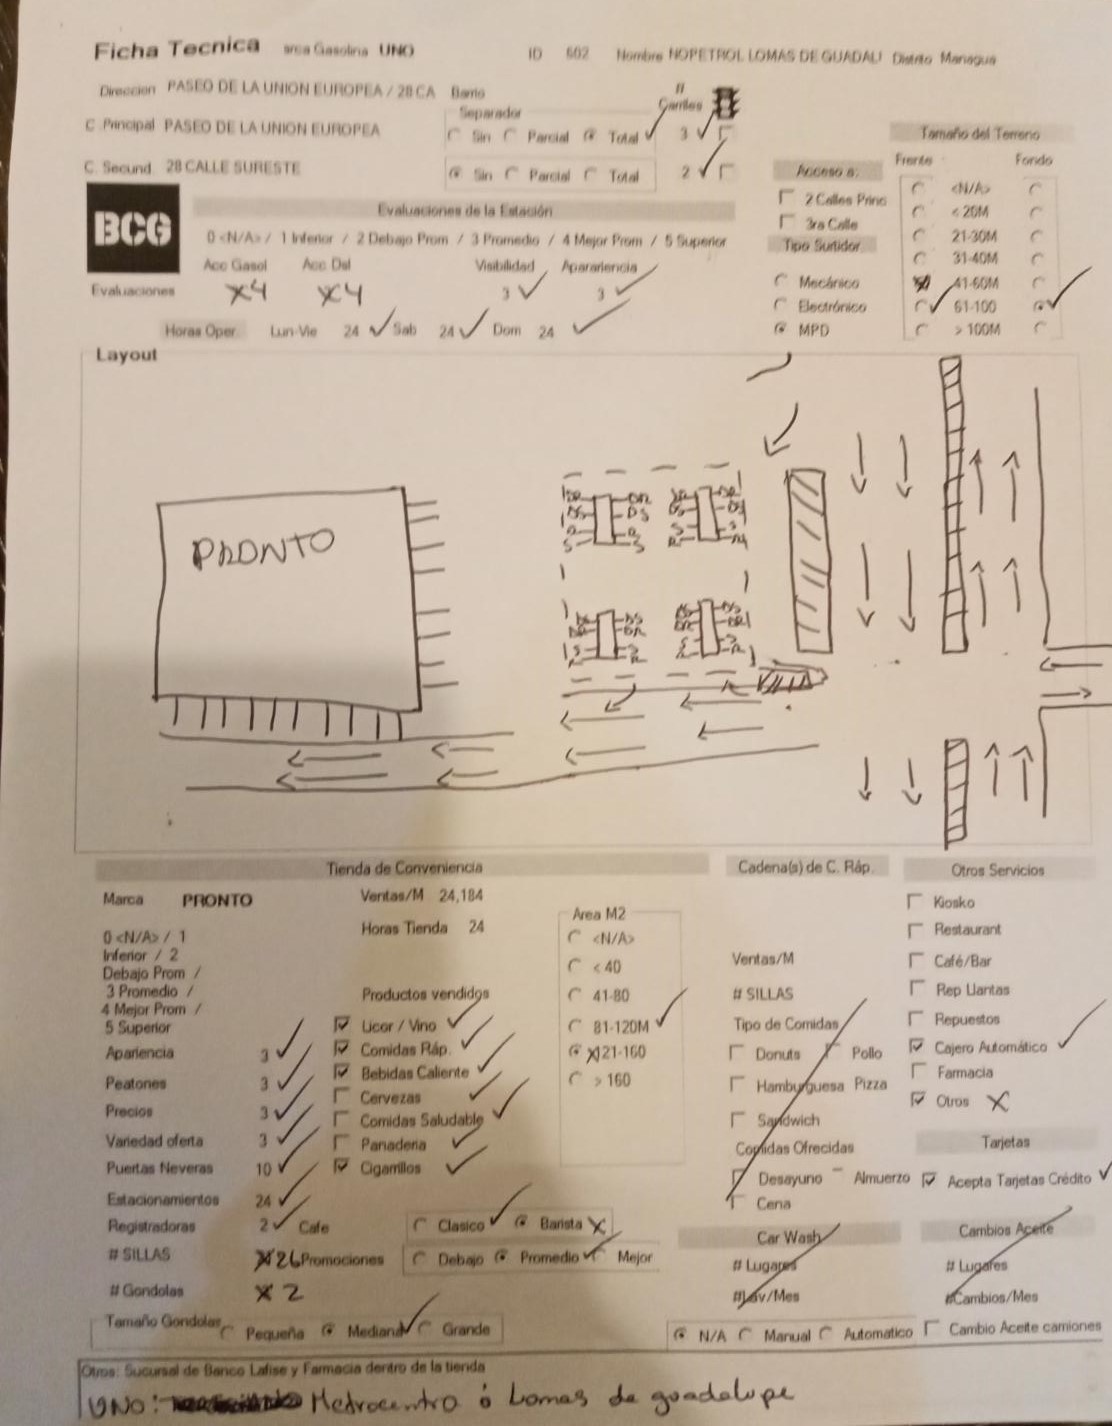 Ficha Tecnica area Gasolina UNO ID 602 Nombre NOPETROL LOMAS DE GUADALU Distrito Managua
Direccion PASEO DE LA UNION EUROPEA / 28 CA Barrio
Separador # Carriles
C Principal PASEO DE LA UNION EUROPEA Sin Parcial Total 3
C. Secund. 28 CALLE SURESTE Sin Parcial Total 2
Tamaño del Terreno
Frente Fondo
<N/A>
< 20M
21-30M
31-40M
41-60M
61-100
> 100M
Acceso a:
2 Calles Princ
3ra Calle
Tipo Surtidor
Mecánico
Electrónico
MPD
BCG
Evaluaciones de la Estación
0 <N/A> / 1 Inferior / 2 Debajo Prom / 3 Promedio / 4 Mejor Prom / 5 Superior
Acc Gasol Acc Dsl Visibilidad Apariencia
Evaluaciones X4 X4 3 3
Horas Oper. Lun-Vie 24 Sab 24 Dom 24
Layout
PRONTO
Tienda de Conveniencia
Marca PRONTO Ventas/M 24,184
Horas Tienda 24
0 <N/A> / 1
Inferior / 2
Debajo Prom /
3 Promedio /
4 Mejor Prom /
5 Superior
Apariencia 3
Peatones 3
Precios 3
Variedad oferta 3
Puertas Neveras 10
Estacionamientos 24
Registradoras 2
# SILLAS 26
# Gondolas X 2
Productos vendidos
Licor / Vino
Comidas Ráp.
Bebidas Caliente
Cervezas
Comidas Saludable
Panaderia
Cigarrillos
Cafe Clasico Barista X
Promociones Debajo Promedio Mejor
Tamaño Gondolas Pequeña Mediana Grande
Area M2
<N/A>
< 40
41-80
81-120M
121-160
> 160
Cadena(s) de C. Ráp.
Ventas/M
# SILLAS
Tipo de Comidas
Donuts Pollo
Hamburguesa Pizza
Sandwich
Comidas Ofrecidas
Desayuno Almuerzo
Cena
Car Wash
# Lugares
#Lav/Mes
N/A Manual Automatico
Otros Servicios
Kiosko
Restaurant
Café/Bar
Rep Llantas
Repuestos
Cajero Automático
Farmacia
Otros X
Tarjetas
Acepta Tarjetas Crédito
Cambios Aceite
# Lugares
#Cambios/Mes
Cambio Aceite camiones
Otros: Sucursal de Banco Lafise y Farmacia dentro de la tienda
UNO: Metrocentro ó Lomas de guadalupe